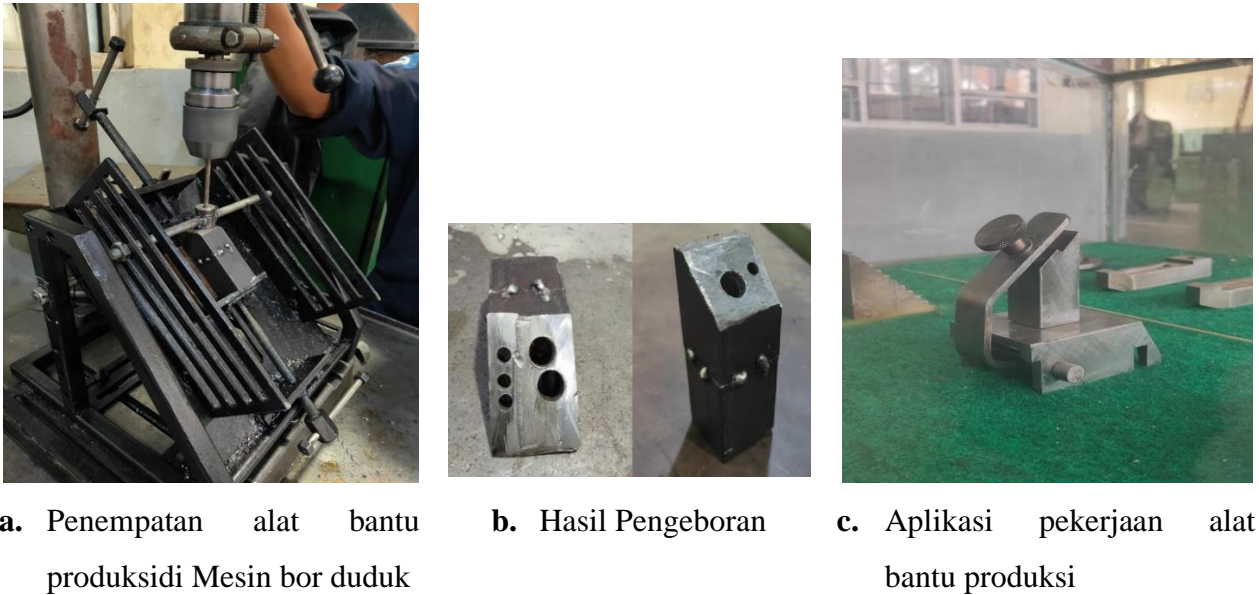 a. Penempatan alat bantu
produksidi Mesin bor duduk
b. Hasil Pengeboran
c. Aplikasi pekerjaan alat
bantu produksi